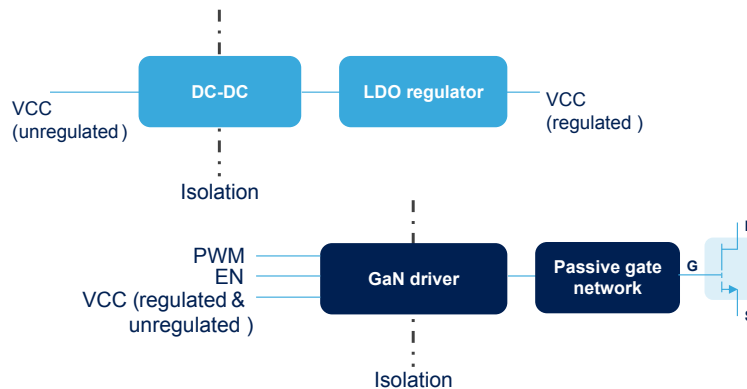 DC-DC
LDO regulator
VCC
(unregulated )
VCC
(regulated )
Isolation
PWM
EN
VCC (regulated &
unregulated )
GaN driver
Passive gate
network
G
Isolation